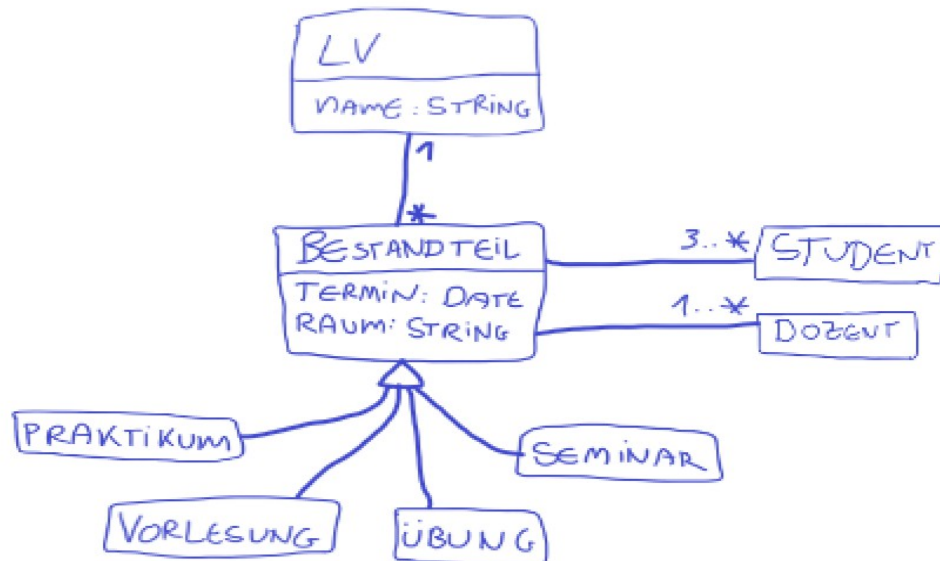 LV
NAME: STRING
1
*
BESTANDTEIL
3..* STUDENT
TERMIN: DATE
RAUM: STRING
1..* DOZENT
PRAKTIKUM
SEMINAR
VORLESUNG
ÜBUNG